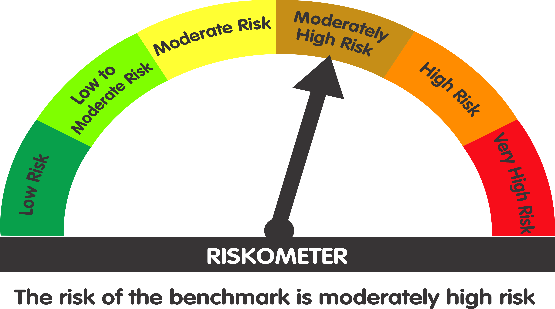 Low Risk
Low to
Moderate Risk
Moderate Risk
Moderately
High Risk
High Risk
Very High Risk
RISKOMETER
The risk of the benchmark is moderately high risk